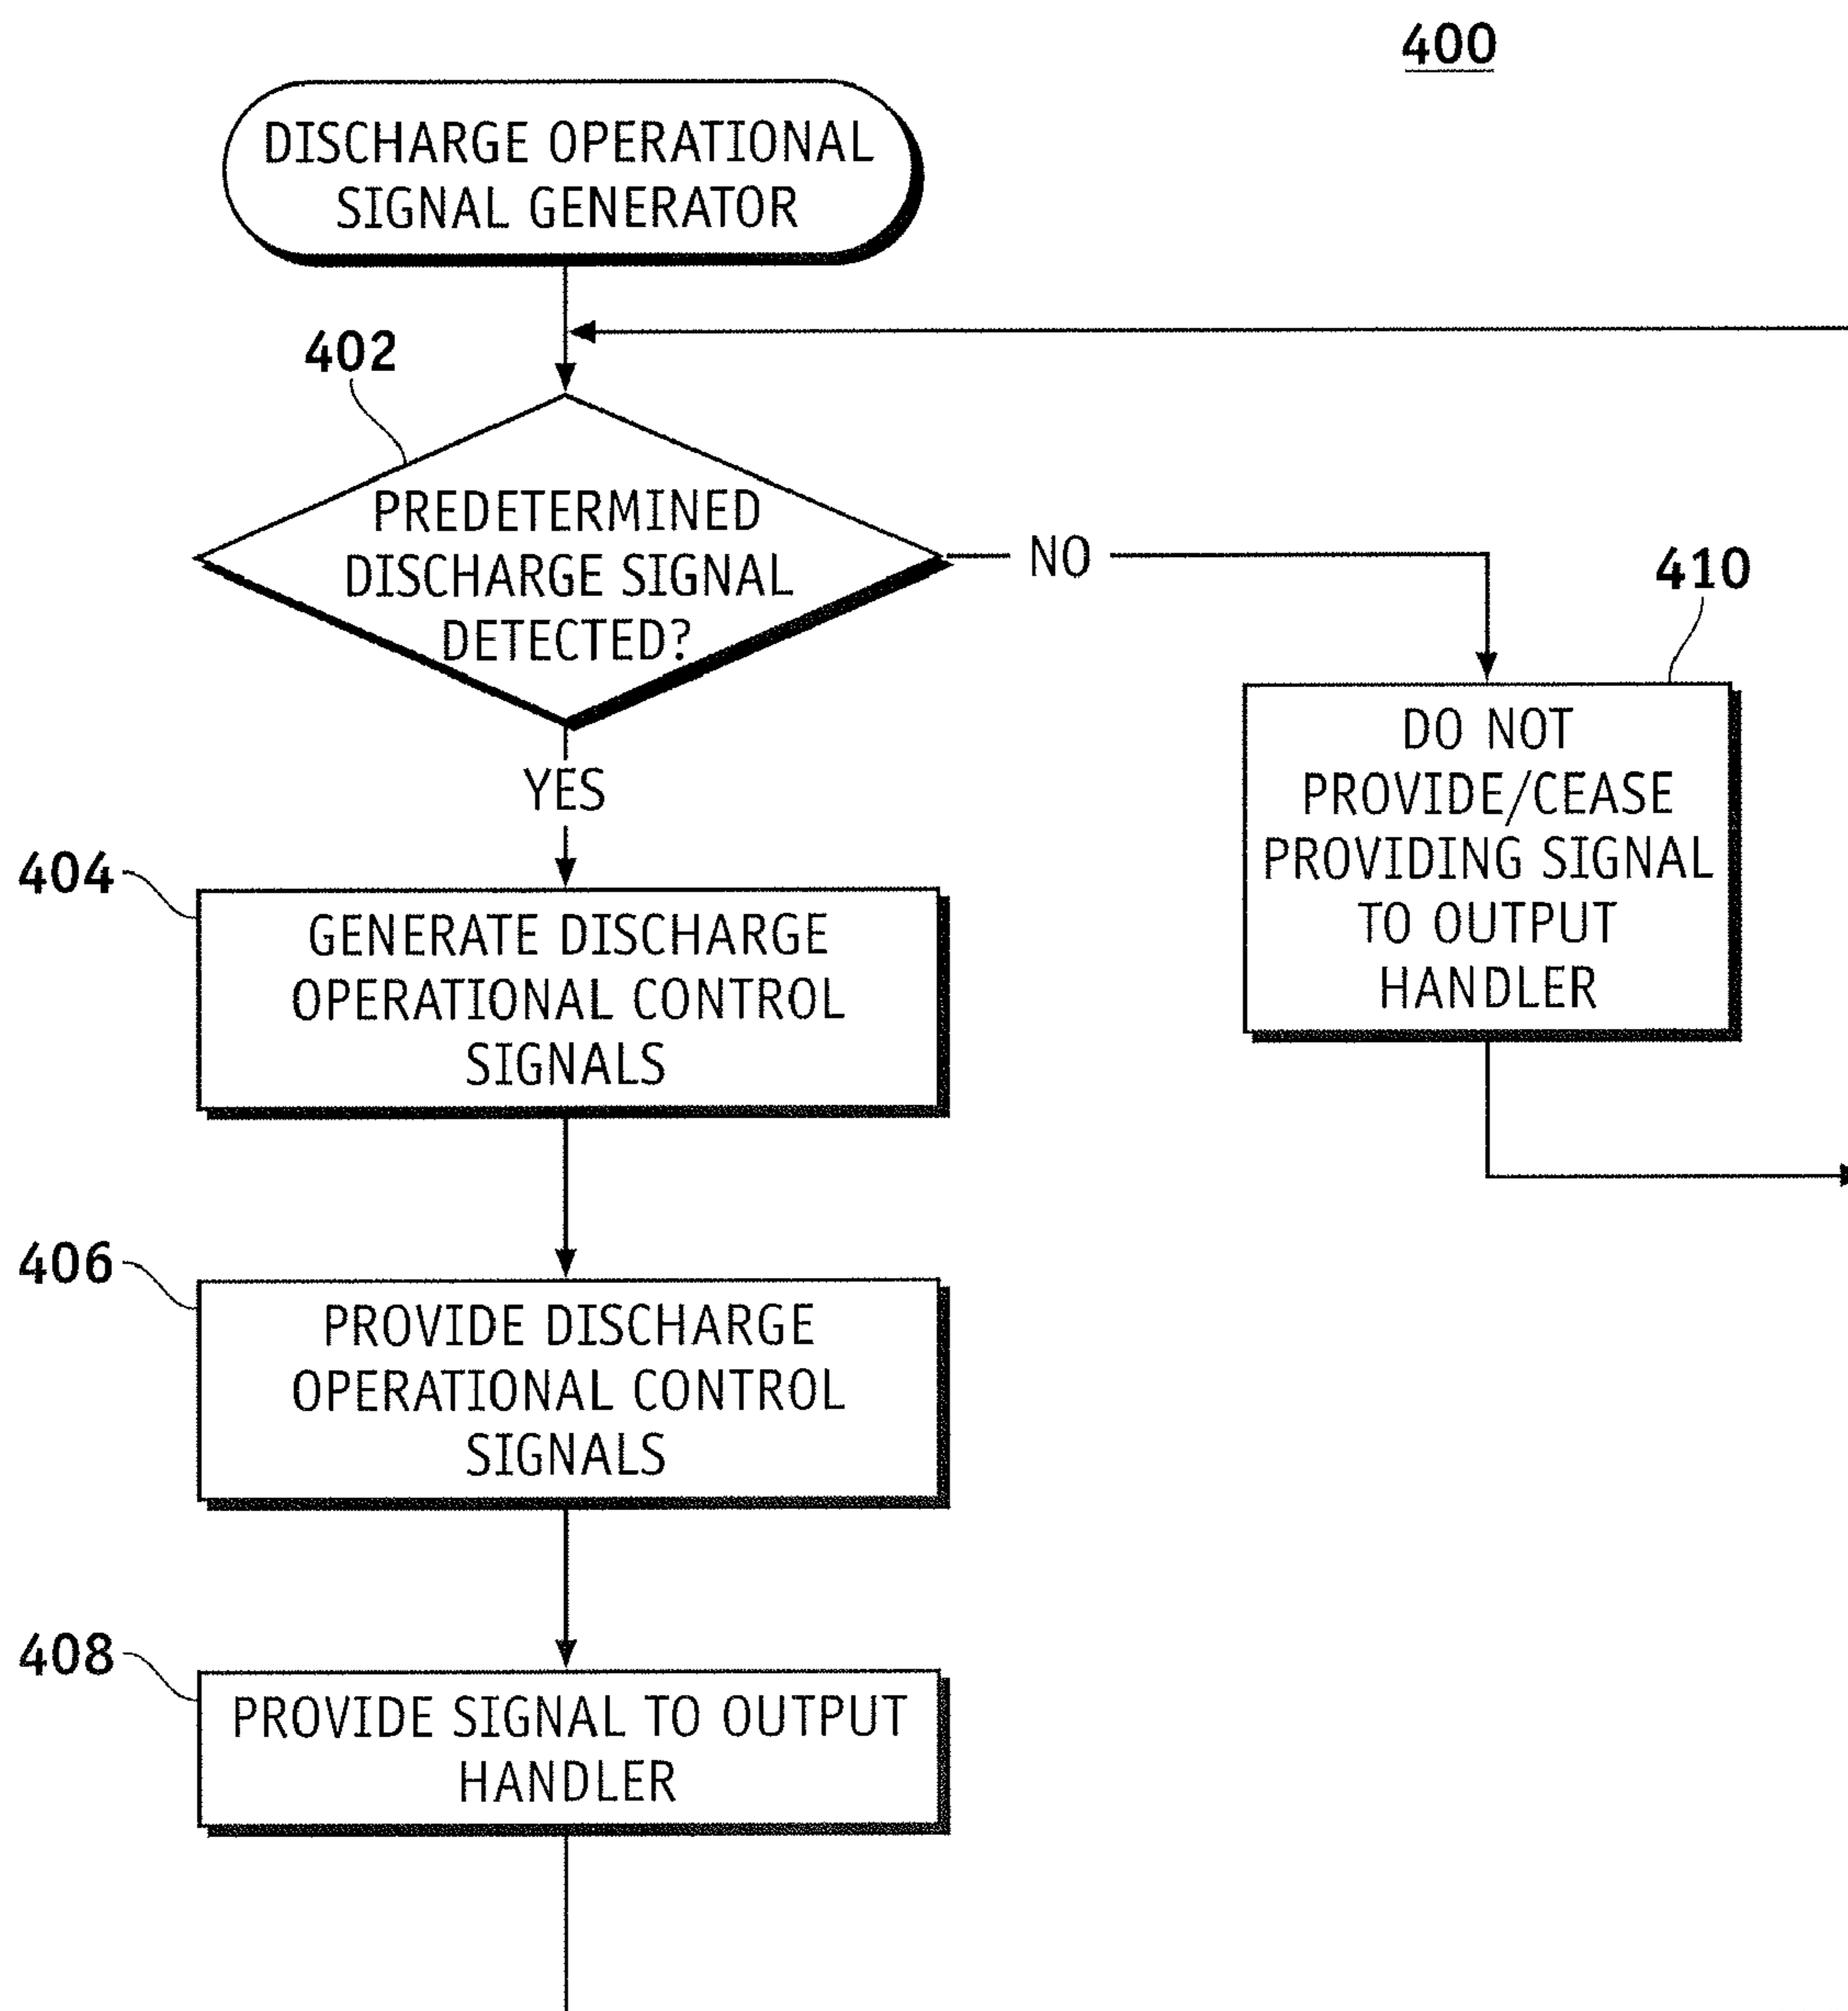 400
DISCHARGE OPERATIONAL
SIGNAL GENERATOR
402
PREDETERMINED
DISCHARGE SIGNAL
DETECTED?
NO
YES
410
DO NOT
PROVIDE/CEASE
PROVIDING SIGNAL
TO OUTPUT
HANDLER
404
GENERATE DISCHARGE
OPERATIONAL CONTROL
SIGNALS
406
PROVIDE DISCHARGE
OPERATIONAL CONTROL
SIGNALS
408
PROVIDE SIGNAL TO OUTPUT
HANDLER